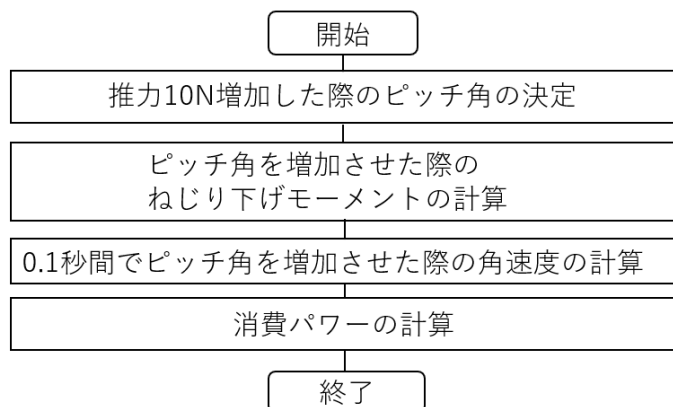 開始
推力10N増加した際のピッチ角の決定
ピッチ角を増加させた際の
ねじり下げモーメントの計算
0.1秒間でピッチ角を増加させた際の角速度の計算
消費パワーの計算
終了